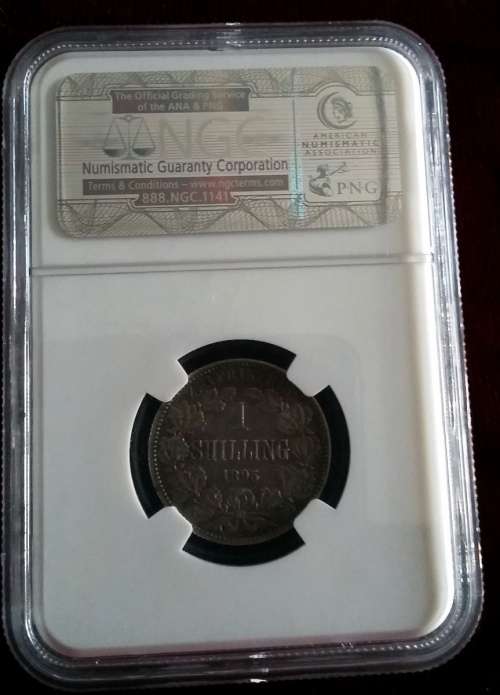 The Official Grading Service
of the ANA & PNG
NGC
Numismatic Guaranty Corporation
Terms & Conditions – www.ngcterms.com
888.NGC.1141
AMERICAN
NUMISMATIC
ASSOCIATION
PNG
1
SHILLING
1895